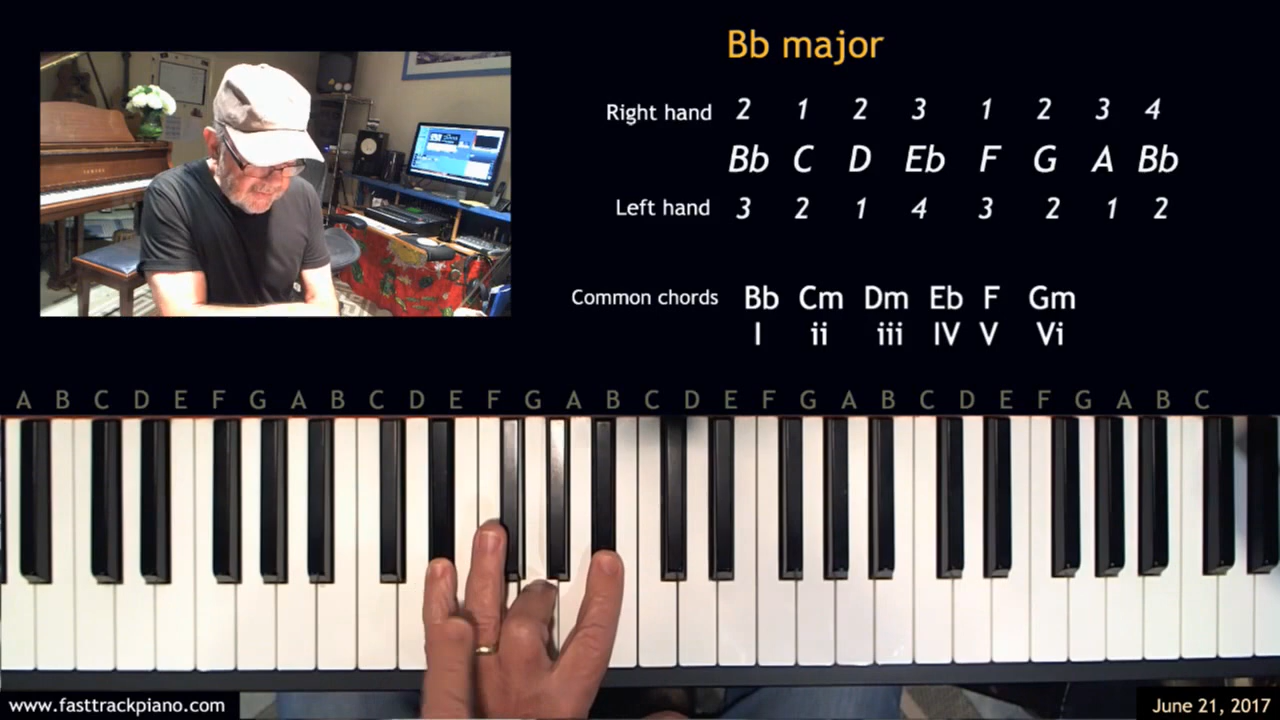 Bb major
Right hand 2 1 2 3 1 2 3 4
Bb C D Eb F G A Bb
Left hand 3 2 1 4 3 2 1 2
Common chords Bb Cm Dm Eb F Gm
I ii iii IV V Vi
A B C D E F G A B C D E F G A B C D E F G A B C D E F G A B C
www.fasttrackpiano.com
June 21, 2017